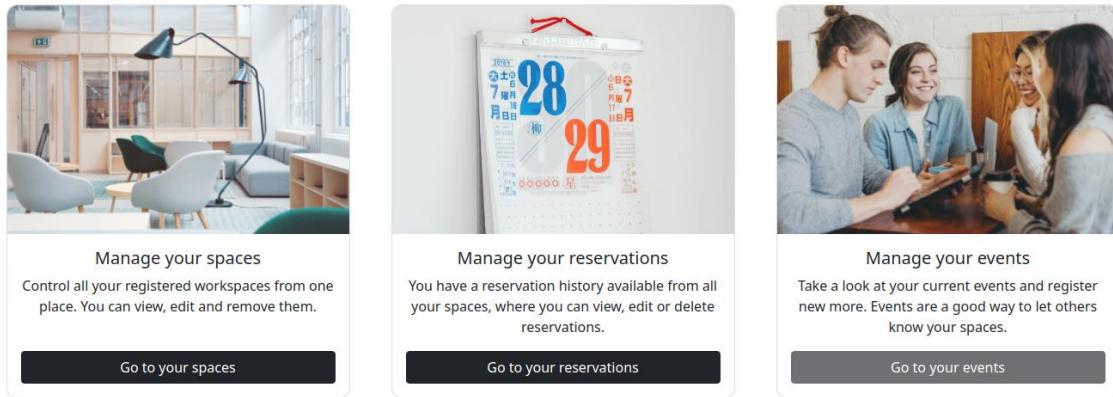 28
29
Manage your spaces
Control all your registered workspaces from one
place. You can view, edit and remove them.
Go to your spaces
Manage your reservations
You have a reservation history available from all
your spaces, where you can view, edit or delete
reservations.
Go to your reservations
Manage your events
Take a look at your current events and register
new more. Events are a good way to let others
know your spaces.
Go to your events